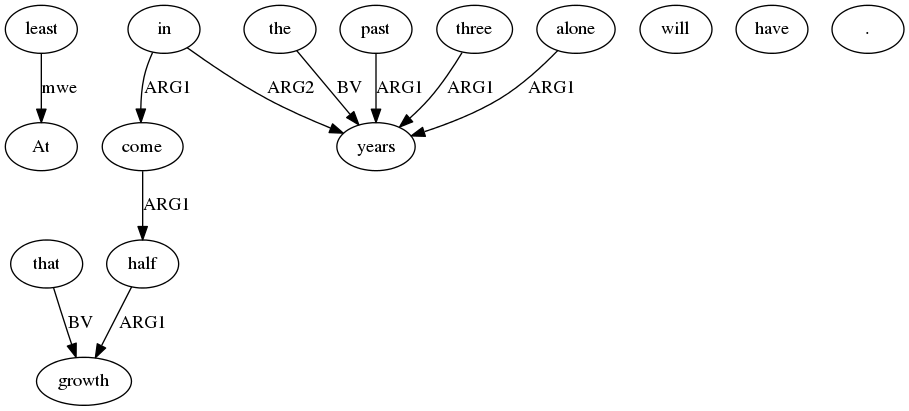 least in the past three alone will have .
mwe ARG1 ARG2 BV ARG1 ARG1 ARG1
At come years
ARG1
that half
BV ARG1
growth